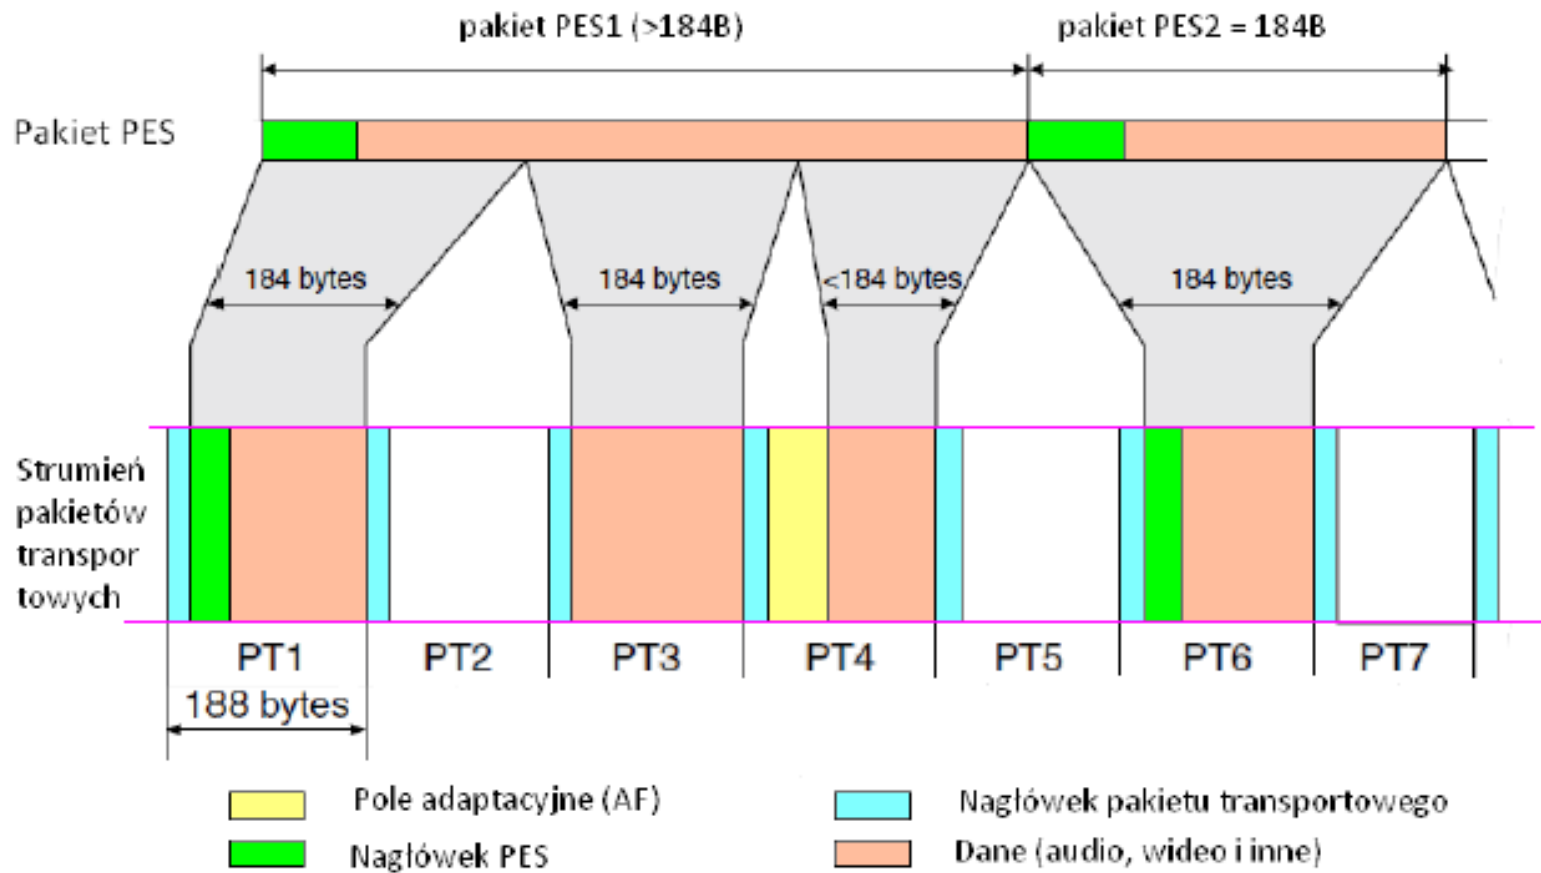 pakiet PES1 (>184B)
pakiet PES2 = 184B
Pakiet PES
184 bytes
184 bytes
<184 bytes
184 bytes
Strumień
pakietów
transpor
towych
PT1
PT2
PT3
PT4
PT5
PT6
PT7
188 bytes
Pole adaptacyjne (AF)
Nagłówek pakietu transportowego
Nagłówek PES
Dane (audio, wideo i inne)